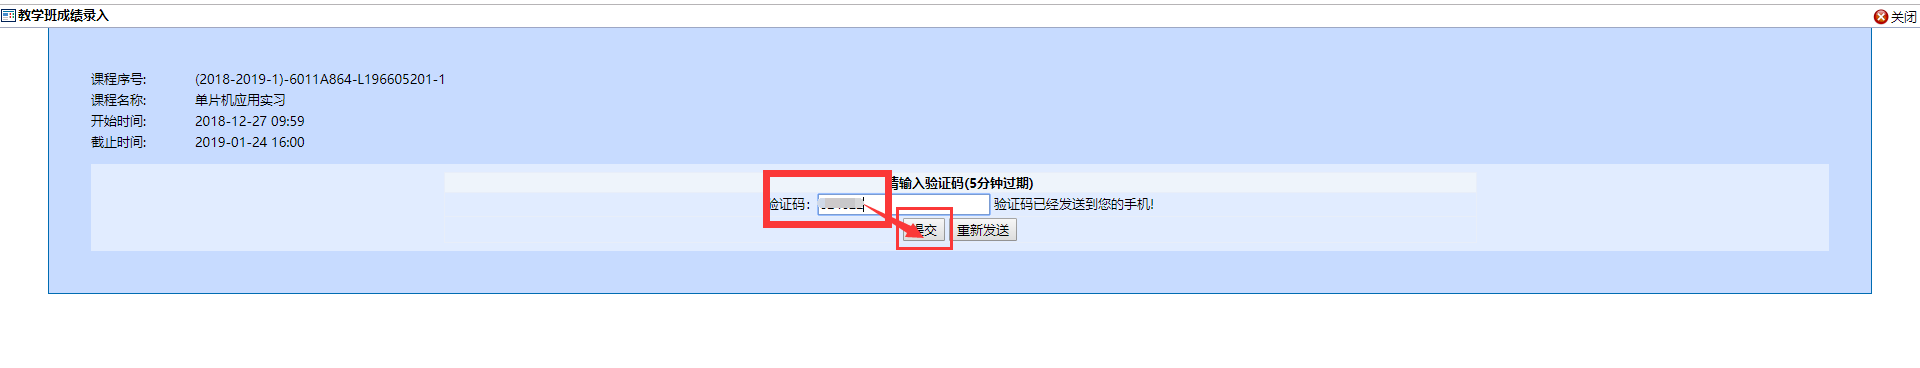 教学班成绩录入
关闭
课程序号: (2018-2019-1)-6011A864-L196605201-1
课程名称: 单片机应用实习
开始时间: 2018-12-27 09:59
截止时间: 2019-01-24 16:00
请输入验证码(5分钟过期)
验证码: 验证码已经发送到您的手机!
提交 重新发送